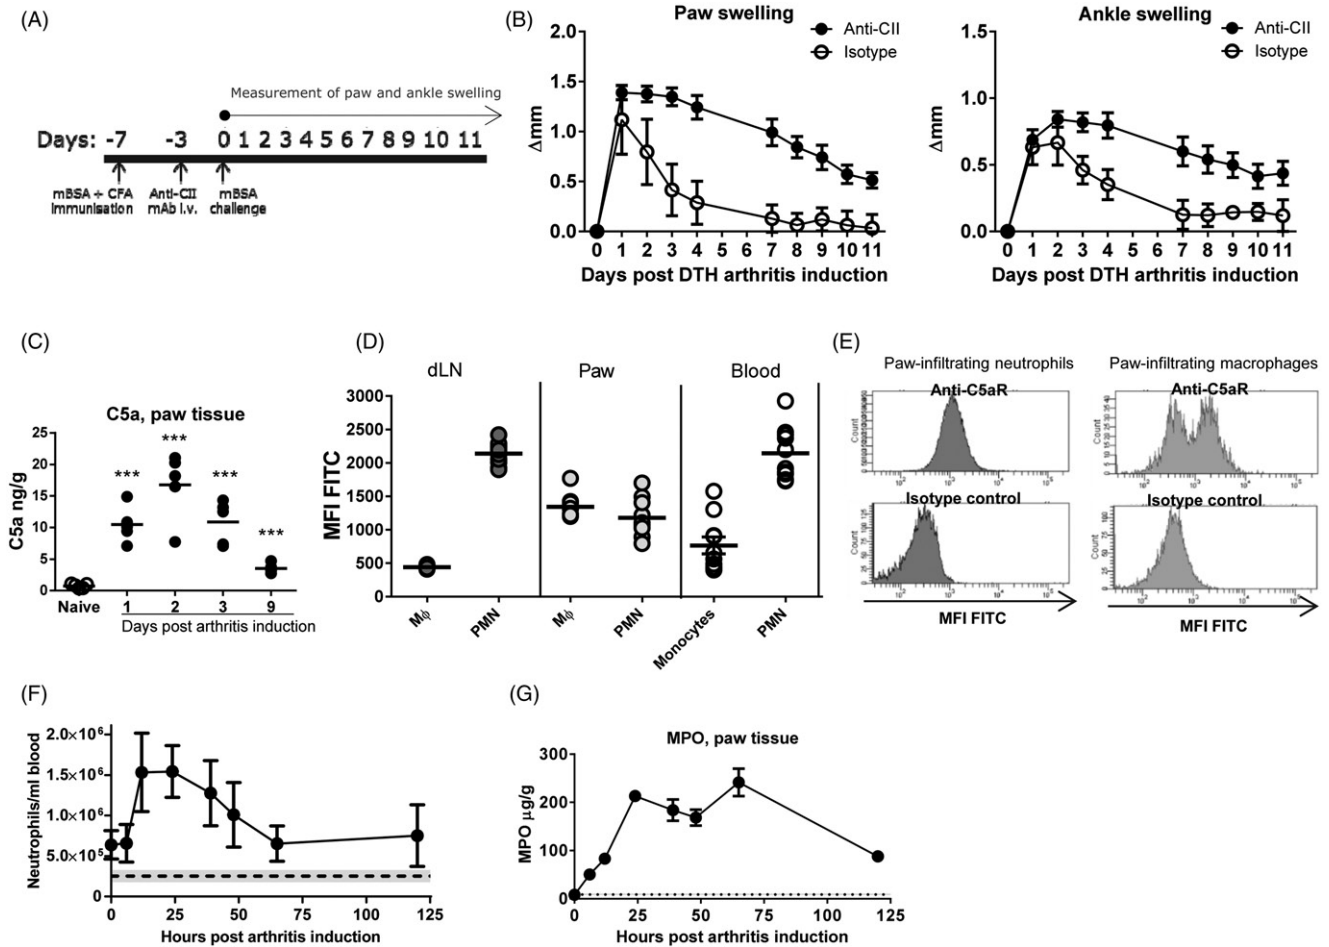 (A)
Measurement of paw and ankle swelling
Days: -7 -3 0 1 2 3 4 5 6 7 8 9 10 11
mBSA + CFA immunisation
Anti-CII mAb i.v.
mBSA challenge
(B)
Paw swelling
Anti-CII
Isotype
2.0
1.5
1.0
0.5
0.0
Δmm
0 1 2 3 4 5 6 7 8 9 10 11
Days post DTH arthritis induction
Ankle swelling
Anti-CII
Isotype
1.5
1.0
0.5
0.0
Δmm
0 1 2 3 4 5 6 7 8 9 10 11
Days post DTH arthritis induction
(C)
C5a, paw tissue
25
20
15
10
5
0
C5a ng/g
*** *** *** ***
Naive 1 2 3 9
Days post arthritis induction
(D)
dLN Paw Blood
3000
2500
2000
1500
1000
500
0
MFI FITC
Mϕ PMN Mϕ PMN Monocytes PMN
(E)
Paw-infiltrating neutrophils
Anti-C5aR
Count
Isotype control
Count
MFI FITC
Paw-infiltrating macrophages
Anti-C5aR
Count
Isotype control
Count
MFI FITC
(F)
2.0×10⁶
1.5×10⁶
1.0×10⁶
5.0×10⁵
0
Neutrophils/ml blood
0 25 50 75 100 125
Hours post arthritis induction
(G)
MPO, paw tissue
300
200
100
0
MPO µg/g
0 25 50 75 100 125
Hours post arthritis induction